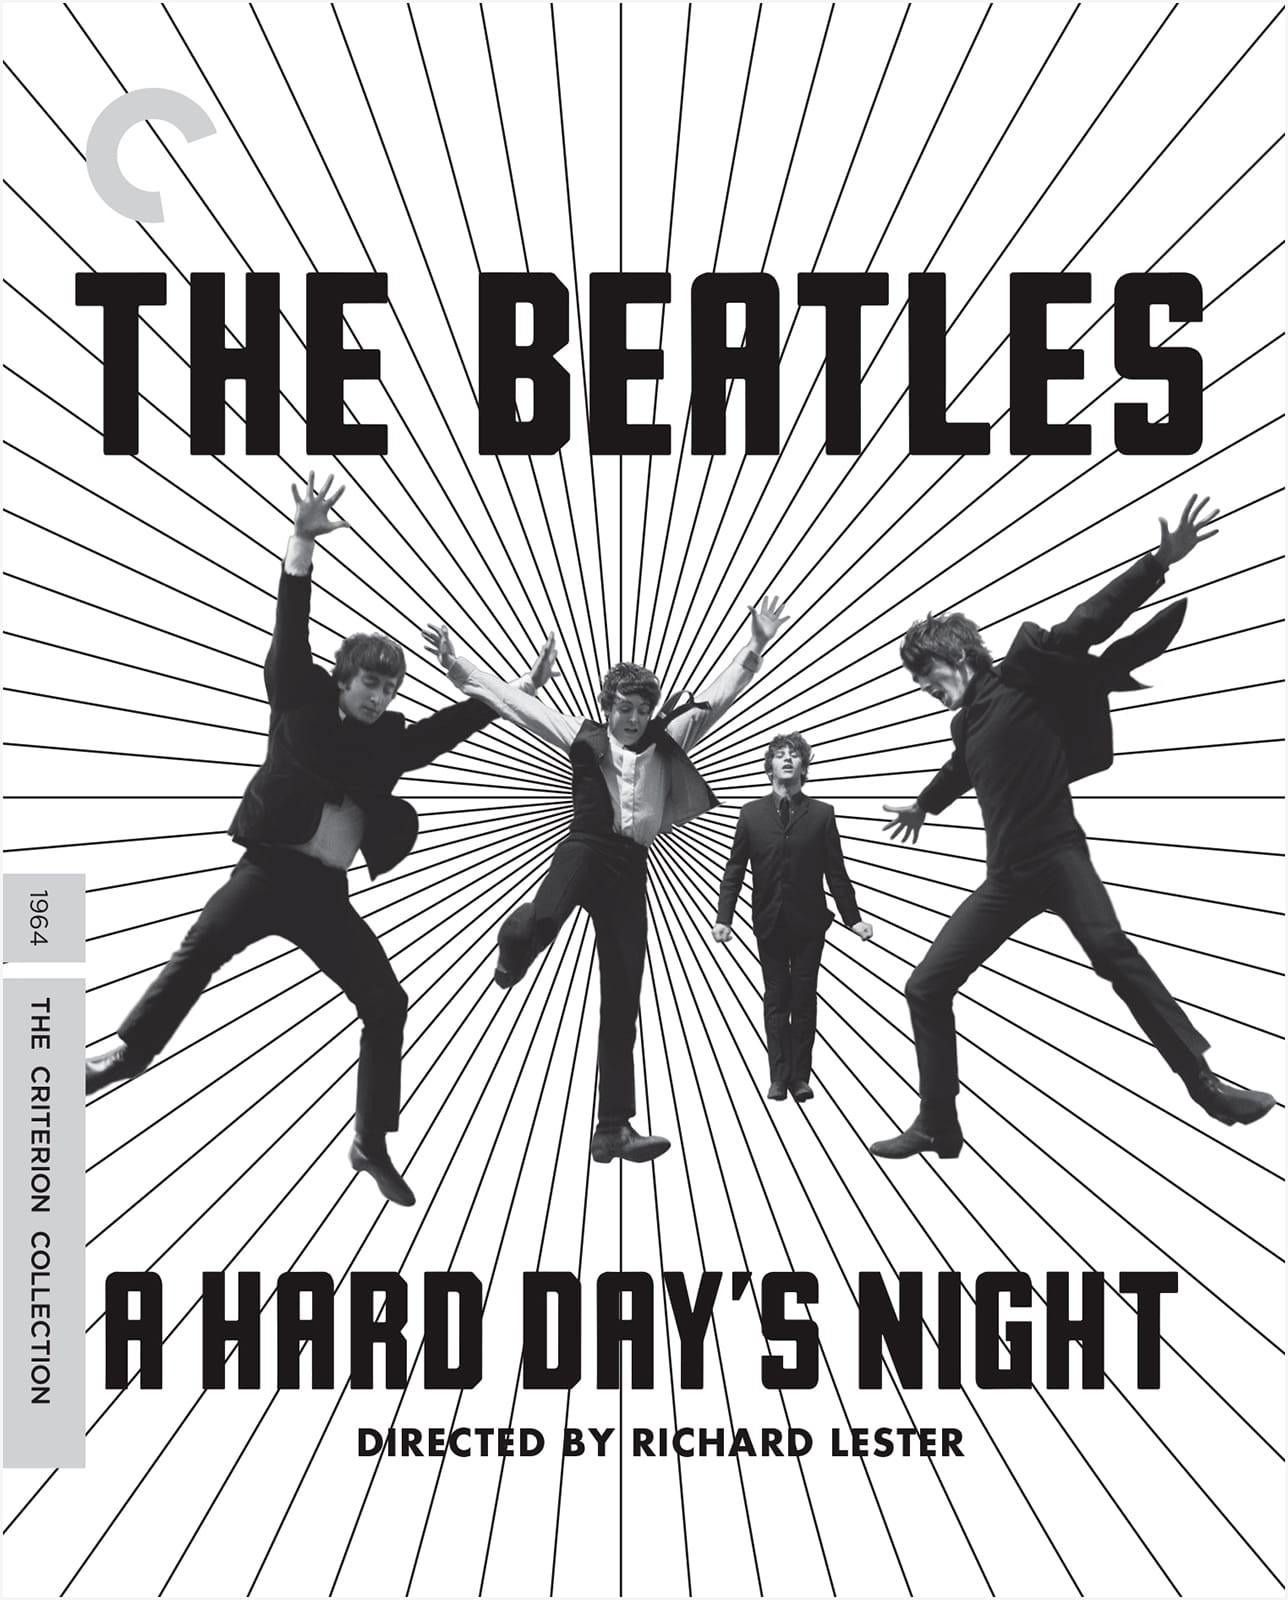 THE BEATLES
1964
THE CRITERION COLLECTION
A HARD DAY'S NIGHT
DIRECTED BY RICHARD LESTER